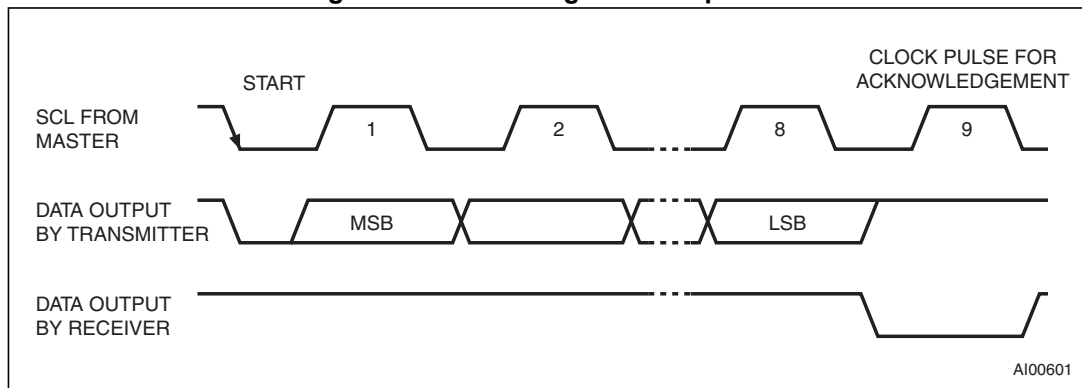 START
CLOCK PULSE FOR
ACKNOWLEDGEMENT
SCL FROM
MASTER
1
2
8
9
DATA OUTPUT
BY TRANSMITTER
MSB
LSB
DATA OUTPUT
BY RECEIVER
AI00601